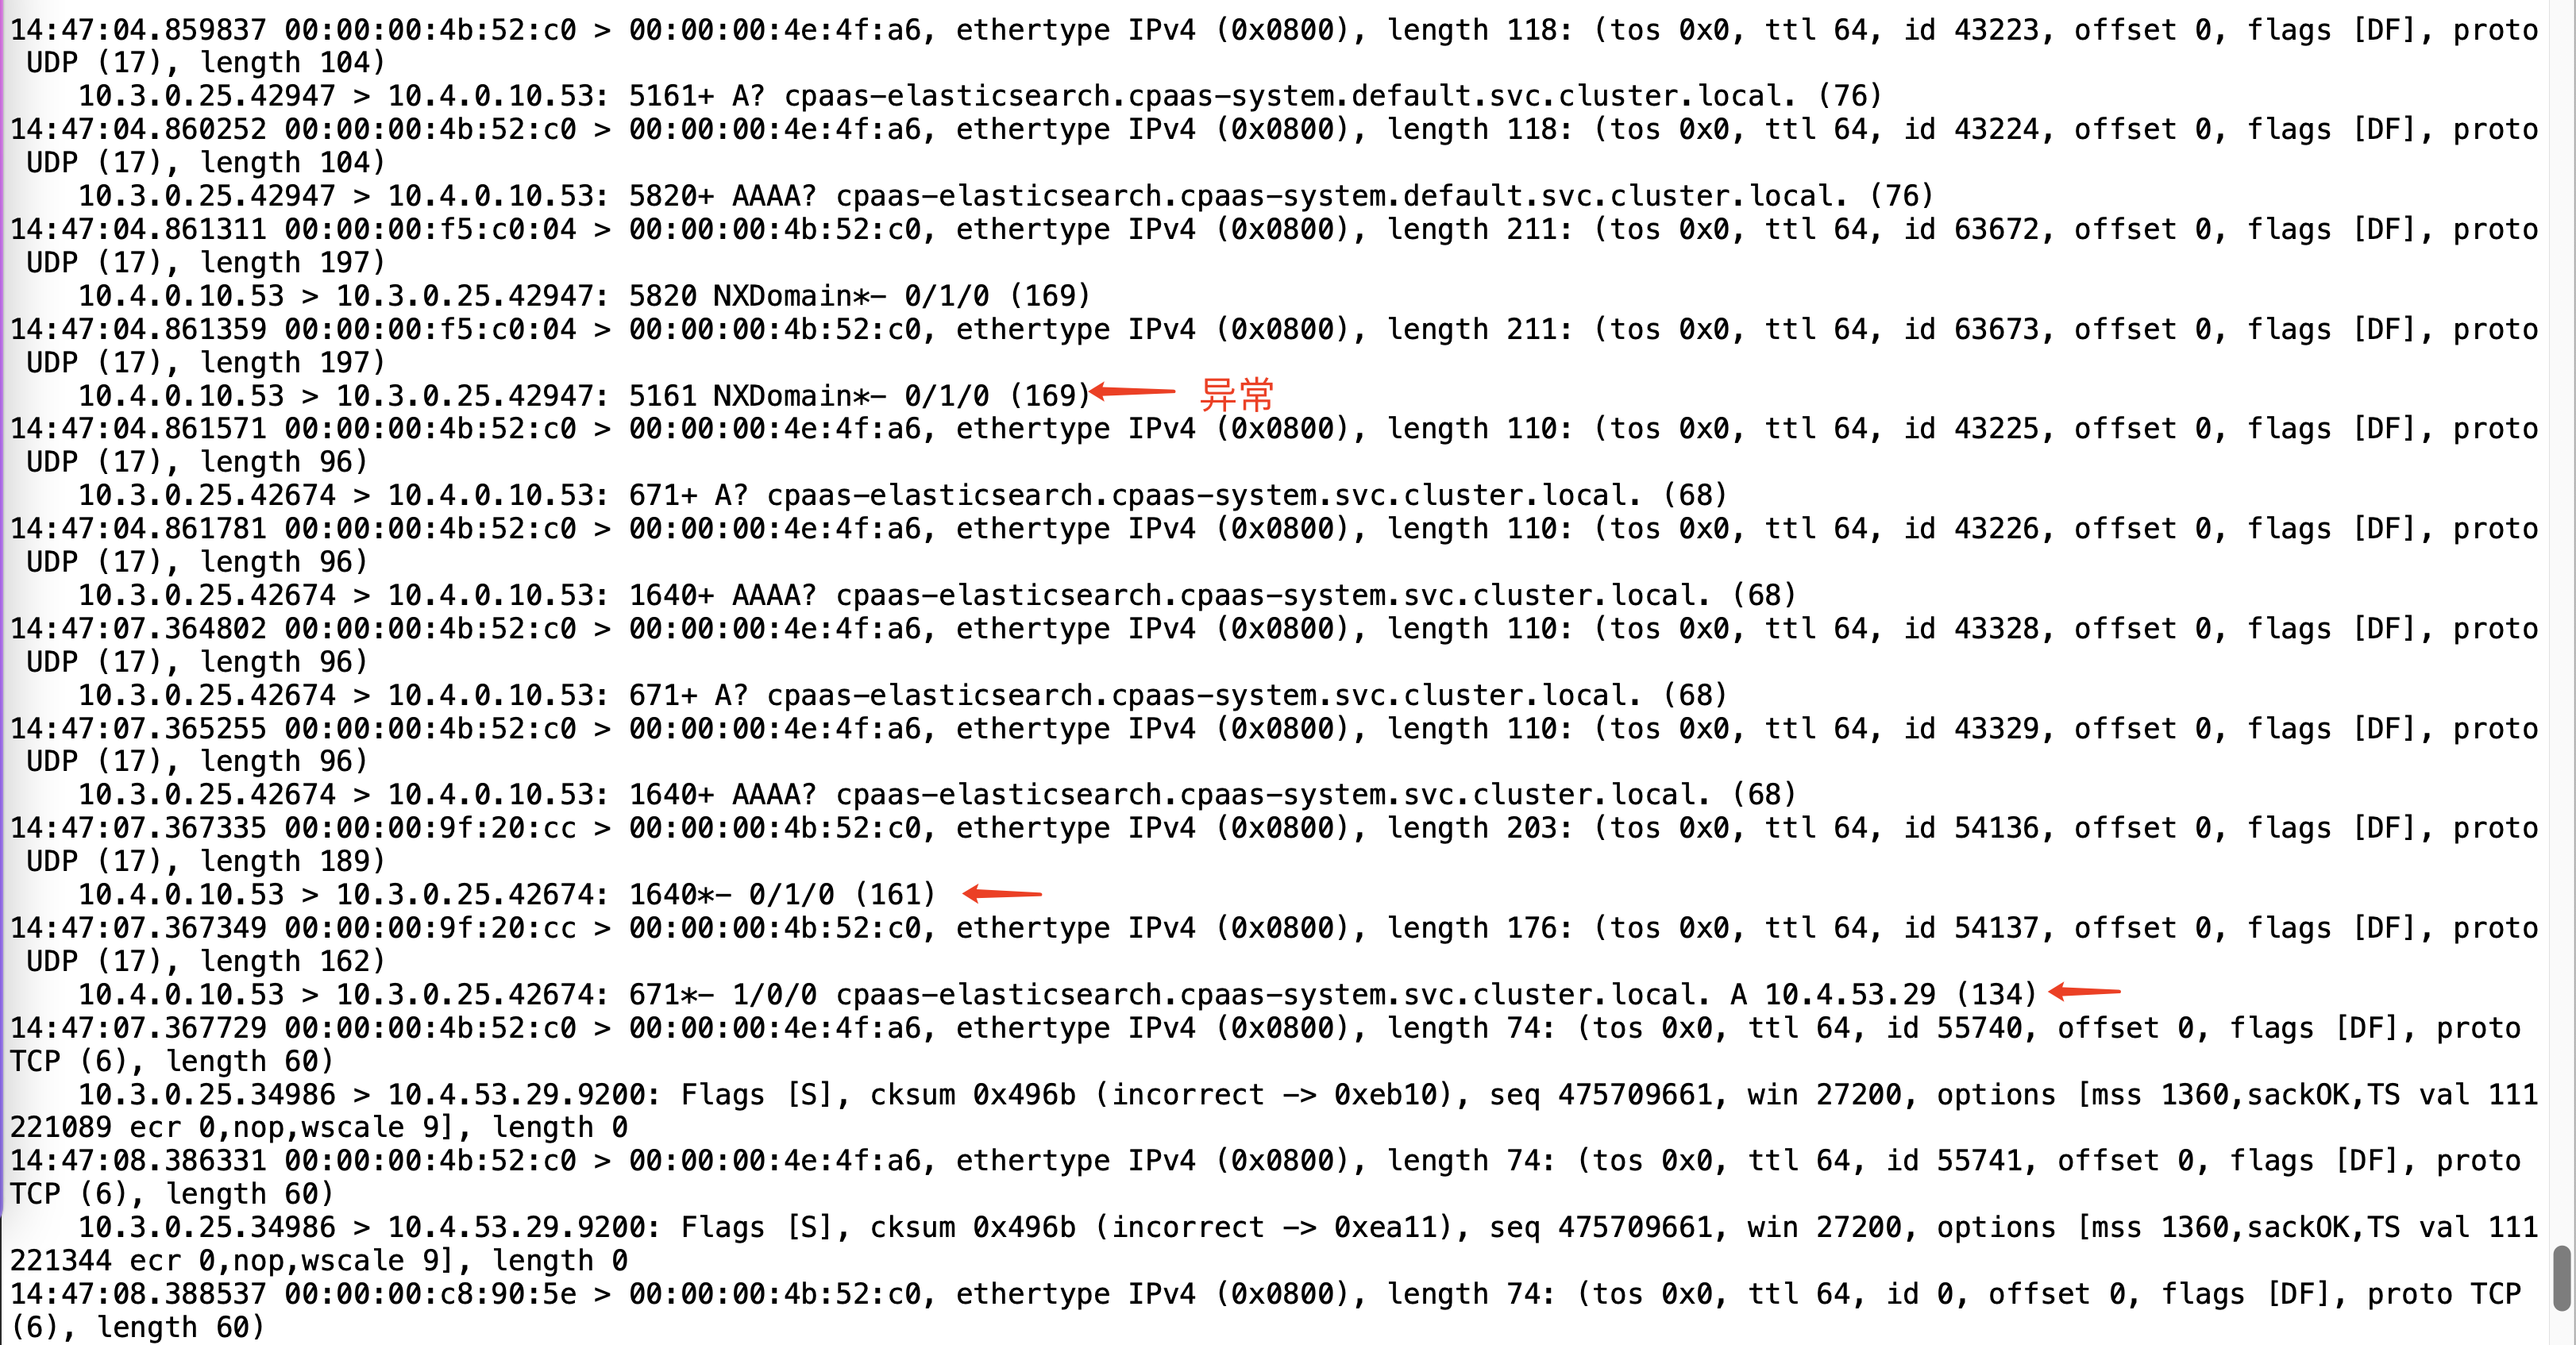 14:47:04.859837 00:00:00:4b:52:c0 > 00:00:00:4e:4f:a6, ethertype IPv4 (0x0800), length 118: (tos 0x0, ttl 64, id 43223, offset 0, flags [DF], proto
UDP (17), length 104)
10.3.0.25.42947 > 10.4.0.10.53: 5161+ A? cpaas-elasticsearch.cpaas-system.default.svc.cluster.local. (76)
14:47:04.860252 00:00:00:4b:52:c0 > 00:00:00:4e:4f:a6, ethertype IPv4 (0x0800), length 118: (tos 0x0, ttl 64, id 43224, offset 0, flags [DF], proto
UDP (17), length 104)
10.3.0.25.42947 > 10.4.0.10.53: 5820+ AAAA? cpaas-elasticsearch.cpaas-system.default.svc.cluster.local. (76)
14:47:04.861311 00:00:00:f5:c0:04 > 00:00:00:4b:52:c0, ethertype IPv4 (0x0800), length 211: (tos 0x0, ttl 64, id 63672, offset 0, flags [DF], proto
UDP (17), length 197)
10.4.0.10.53 > 10.3.0.25.42947: 5820 NXDomain*- 0/1/0 (169)
14:47:04.861359 00:00:00:f5:c0:04 > 00:00:00:4b:52:c0, ethertype IPv4 (0x0800), length 211: (tos 0x0, ttl 64, id 63673, offset 0, flags [DF], proto
UDP (17), length 197)
10.4.0.10.53 > 10.3.0.25.42947: 5161 NXDomain*- 0/1/0 (169) 异常
14:47:04.861571 00:00:00:4b:52:c0 > 00:00:00:4e:4f:a6, ethertype IPv4 (0x0800), length 110: (tos 0x0, ttl 64, id 43225, offset 0, flags [DF], proto
UDP (17), length 96)
10.3.0.25.42674 > 10.4.0.10.53: 671+ A? cpaas-elasticsearch.cpaas-system.svc.cluster.local. (68)
14:47:04.861781 00:00:00:4b:52:c0 > 00:00:00:4e:4f:a6, ethertype IPv4 (0x0800), length 110: (tos 0x0, ttl 64, id 43226, offset 0, flags [DF], proto
UDP (17), length 96)
10.3.0.25.42674 > 10.4.0.10.53: 1640+ AAAA? cpaas-elasticsearch.cpaas-system.svc.cluster.local. (68)
14:47:07.364802 00:00:00:4b:52:c0 > 00:00:00:4e:4f:a6, ethertype IPv4 (0x0800), length 110: (tos 0x0, ttl 64, id 43328, offset 0, flags [DF], proto
UDP (17), length 96)
10.3.0.25.42674 > 10.4.0.10.53: 671+ A? cpaas-elasticsearch.cpaas-system.svc.cluster.local. (68)
14:47:07.365255 00:00:00:4b:52:c0 > 00:00:00:4e:4f:a6, ethertype IPv4 (0x0800), length 110: (tos 0x0, ttl 64, id 43329, offset 0, flags [DF], proto
UDP (17), length 96)
10.3.0.25.42674 > 10.4.0.10.53: 1640+ AAAA? cpaas-elasticsearch.cpaas-system.svc.cluster.local. (68)
14:47:07.367335 00:00:00:9f:20:cc > 00:00:00:4b:52:c0, ethertype IPv4 (0x0800), length 203: (tos 0x0, ttl 64, id 54136, offset 0, flags [DF], proto
UDP (17), length 189)
10.4.0.10.53 > 10.3.0.25.42674: 1640*- 0/1/0 (161)
14:47:07.367349 00:00:00:9f:20:cc > 00:00:00:4b:52:c0, ethertype IPv4 (0x0800), length 176: (tos 0x0, ttl 64, id 54137, offset 0, flags [DF], proto
UDP (17), length 162)
10.4.0.10.53 > 10.3.0.25.42674: 671*- 1/0/0 cpaas-elasticsearch.cpaas-system.svc.cluster.local. A 10.4.53.29 (134)
14:47:07.367729 00:00:00:4b:52:c0 > 00:00:00:4e:4f:a6, ethertype IPv4 (0x0800), length 74: (tos 0x0, ttl 64, id 55740, offset 0, flags [DF], proto
TCP (6), length 60)
10.3.0.25.34986 > 10.4.53.29.9200: Flags [S], cksum 0x496b (incorrect -> 0xeb10), seq 475709661, win 27200, options [mss 1360,sackOK,TS val 111
221089 ecr 0,nop,wscale 9], length 0
14:47:08.386331 00:00:00:4b:52:c0 > 00:00:00:4e:4f:a6, ethertype IPv4 (0x0800), length 74: (tos 0x0, ttl 64, id 55741, offset 0, flags [DF], proto
TCP (6), length 60)
10.3.0.25.34986 > 10.4.53.29.9200: Flags [S], cksum 0x496b (incorrect -> 0xea11), seq 475709661, win 27200, options [mss 1360,sackOK,TS val 111
221344 ecr 0,nop,wscale 9], length 0
14:47:08.388537 00:00:00:c8:90:5e > 00:00:00:4b:52:c0, ethertype IPv4 (0x0800), length 74: (tos 0x0, ttl 64, id 0, offset 0, flags [DF], proto TCP
(6), length 60)